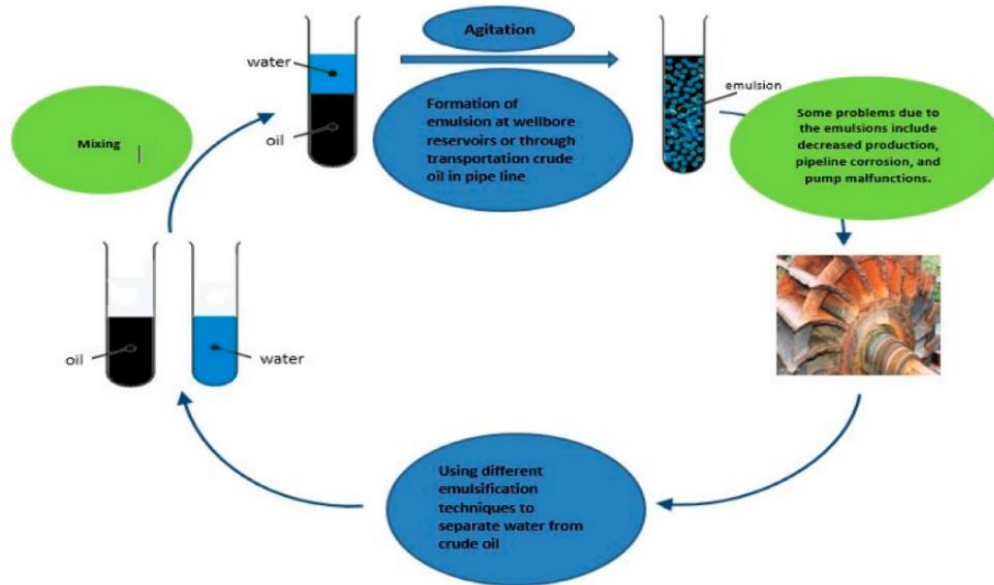 Agitation
water
oil
Formation of
emulsion at wellbore
reservoirs or through
transportation crude
oil in pipe line
emulsion
Some problems due to
the emulsions include
decreased production,
pipeline corrosion, and
pump malfunctions.
Mixing
oil
water
Using different
emulsification
techniques to
separate water from
crude oil